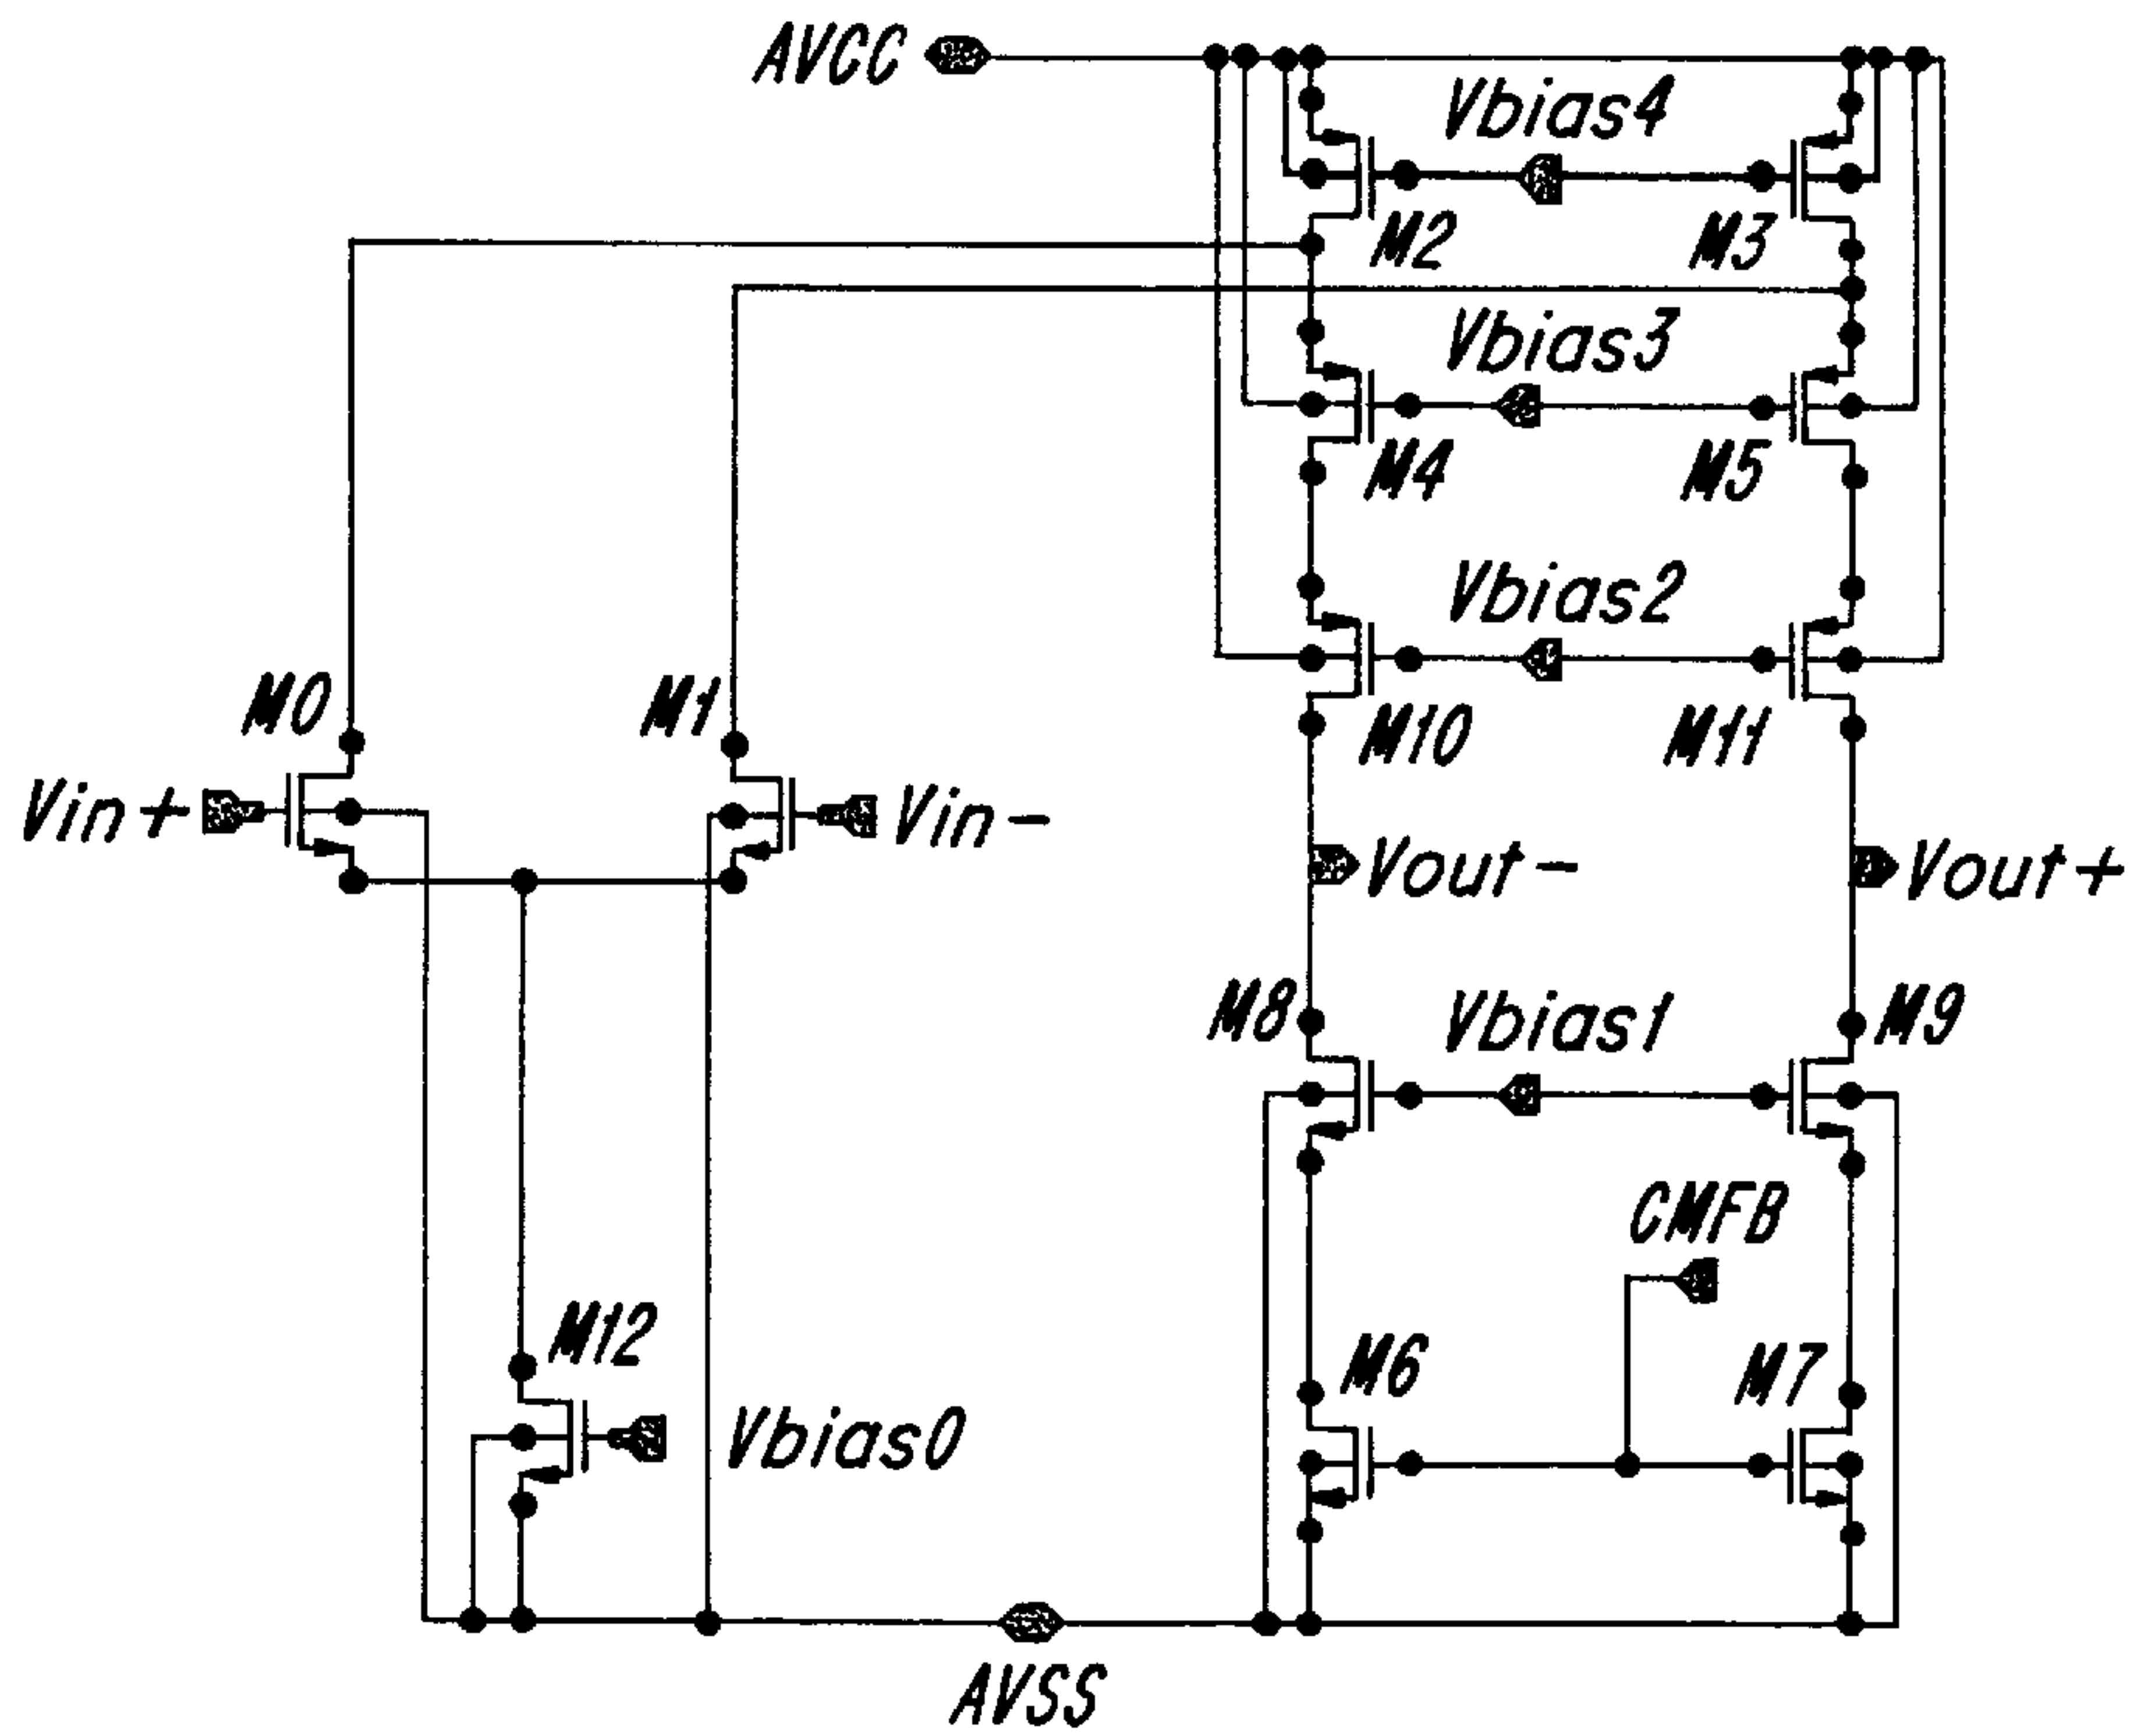 AVCC
Vbias4
M2
M3
Vbias3
M4
M5
Vbias2
M0
M1
M10
M11
Vin+
Vin-
Vout-
Vout+
M8
Vbias1
M9
CMFB
M12
M6
M7
Vbias0
AVSS